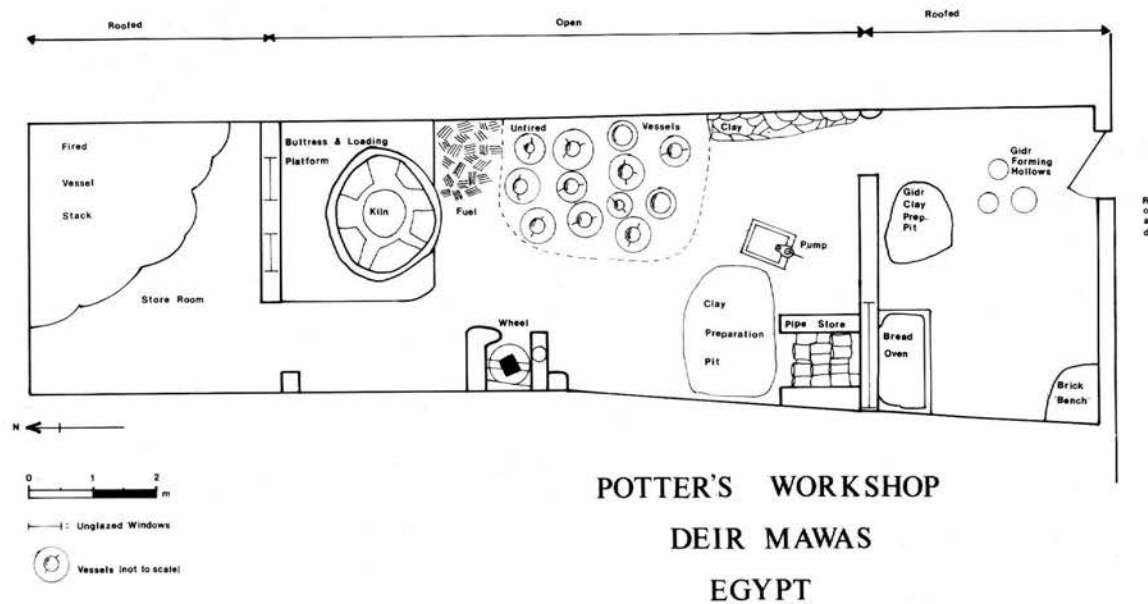 Roofed
Open
Roofed
Fired
Vessel
Stack
Store Room
Buttress & Loading
Platform
Kiln
Fuel
Unfired Vessels
Clay
Gidr
Forming
Hollows
Gidr
Clay
Prep-
Pit
Pump
Wheel
Clay
Preparation
Pit
Pipe Store
Bread
Oven
Brick
'Bench'
N
0 1 2
m
: Unglazed Windows
Vessels (not to scale)
POTTER'S WORKSHOP
DEIR MAWAS
EGYPT